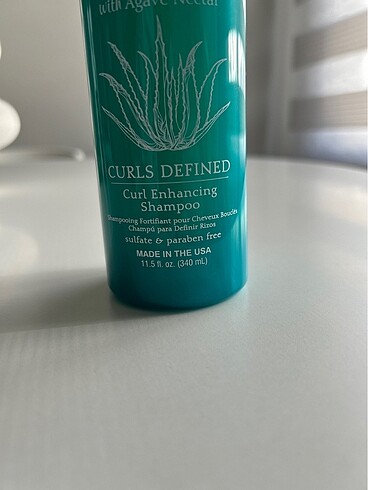 with Agave Nectar
CURLS DEFINED
Curl Enhancing
Shampoo
Shampooing Fortifiant pour Cheveux Boucles
Champú para Definir Rizos
sulfate & paraben free
MADE IN THE USA
11.5 fl. oz. (340 mL)